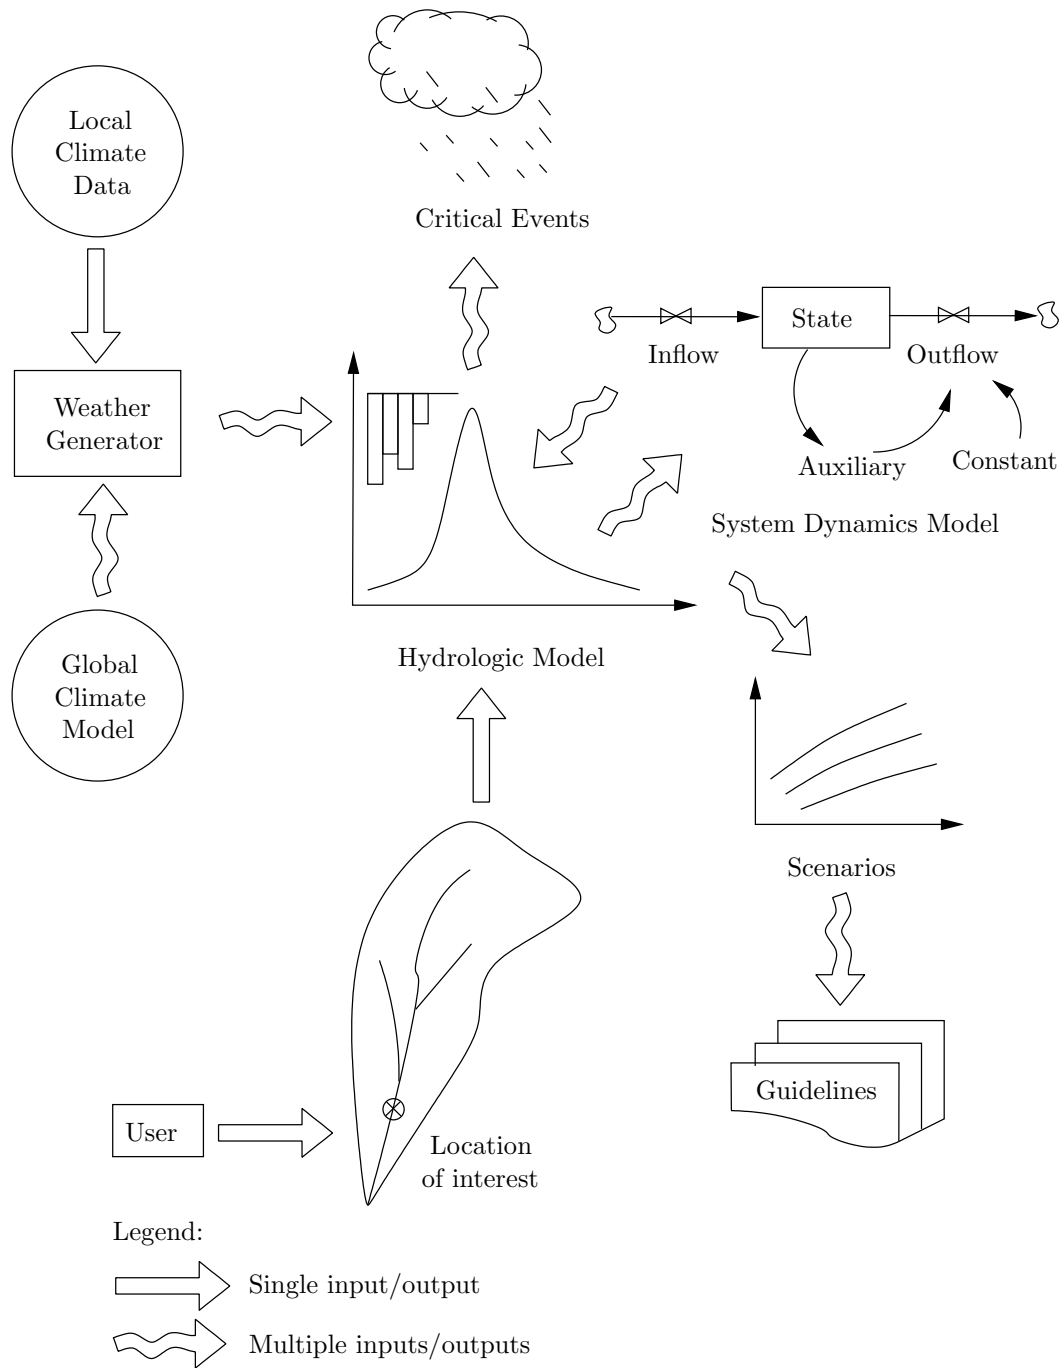 Local
Climate
Data
Critical Events
State
Inflow
Outflow
Weather
Generator
Auxiliary
Constant
System Dynamics Model
Hydrologic Model
Global
Climate
Model
Scenarios
Guidelines
User
Location
of interest
Legend:
Single input/output
Multiple inputs/outputs